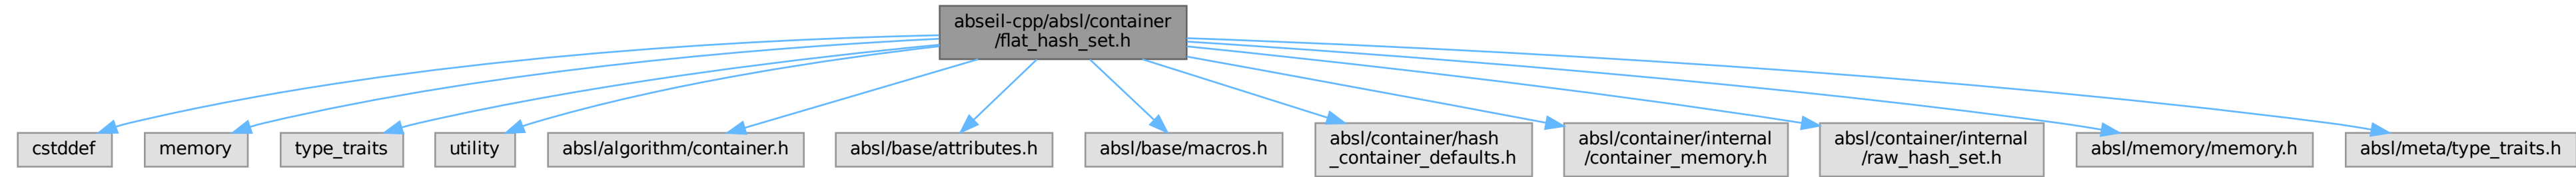 abseil-cpp/absl/container
/flat_hash_set.h
cstddef
memory
type_traits
utility
absl/algorithm/container.h
absl/base/attributes.h
absl/base/macros.h
absl/container/hash
_container_defaults.h
absl/container/internal
/container_memory.h
absl/container/internal
/raw_hash_set.h
absl/memory/memory.h
absl/meta/type_traits.h